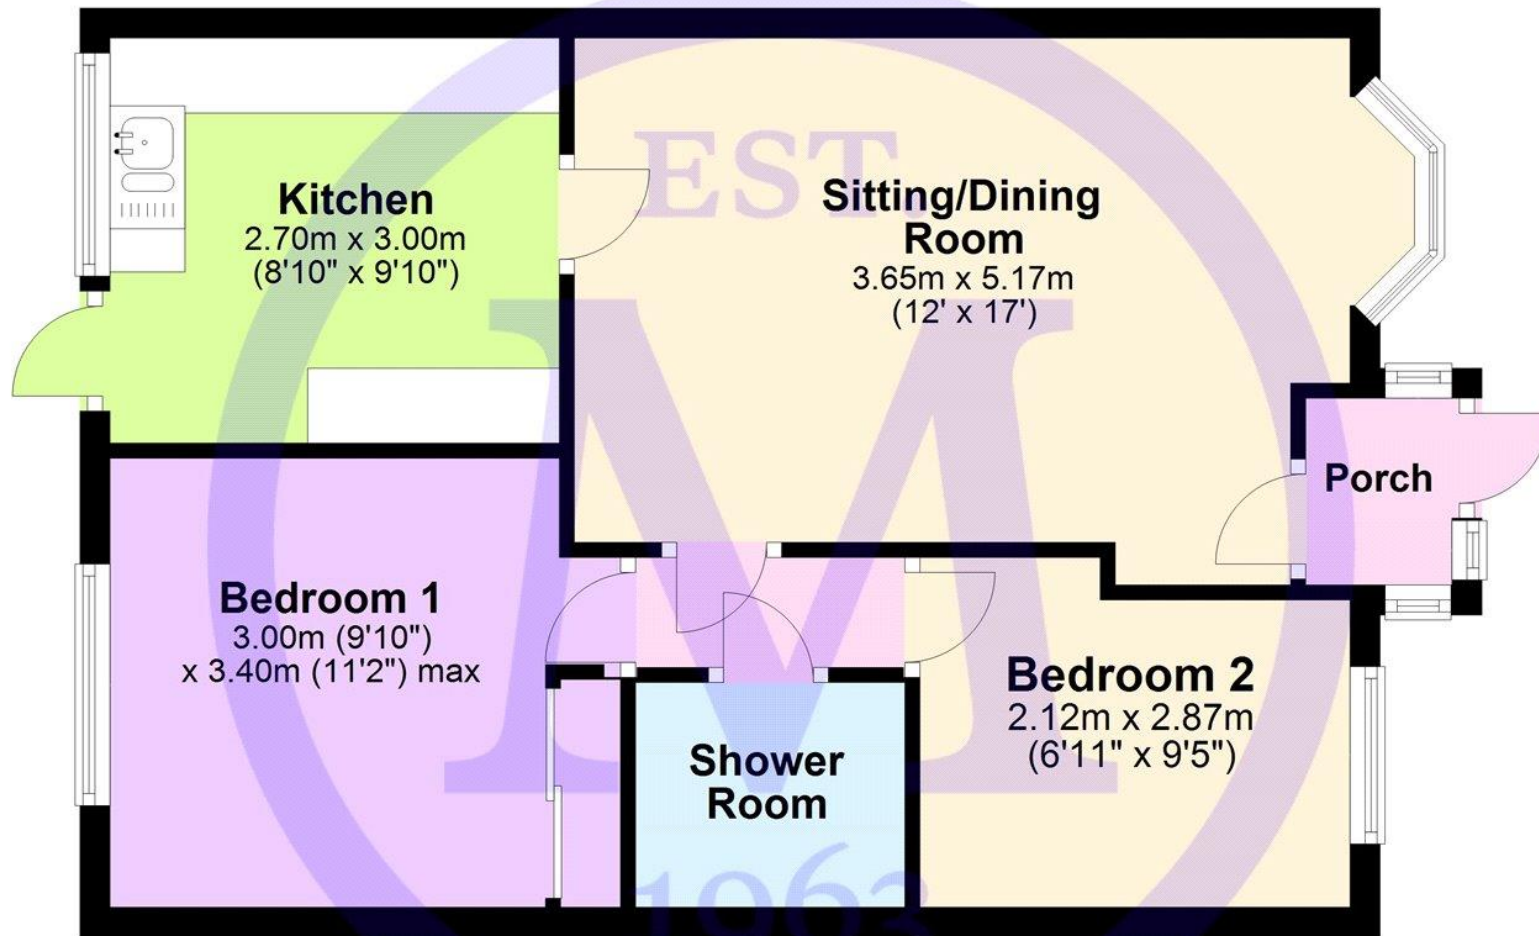 EST.
Kitchen
2.70m x 3.00m
(8'10" x 9'10")
Sitting/Dining
Room
3.65m x 5.17m
(12' x 17')
M
Porch
Bedroom 1
3.00m (9'10")
x 3.40m (11'2") max
Bedroom 2
2.12m x 2.87m
(6'11" x 9'5")
Shower
Room
1963